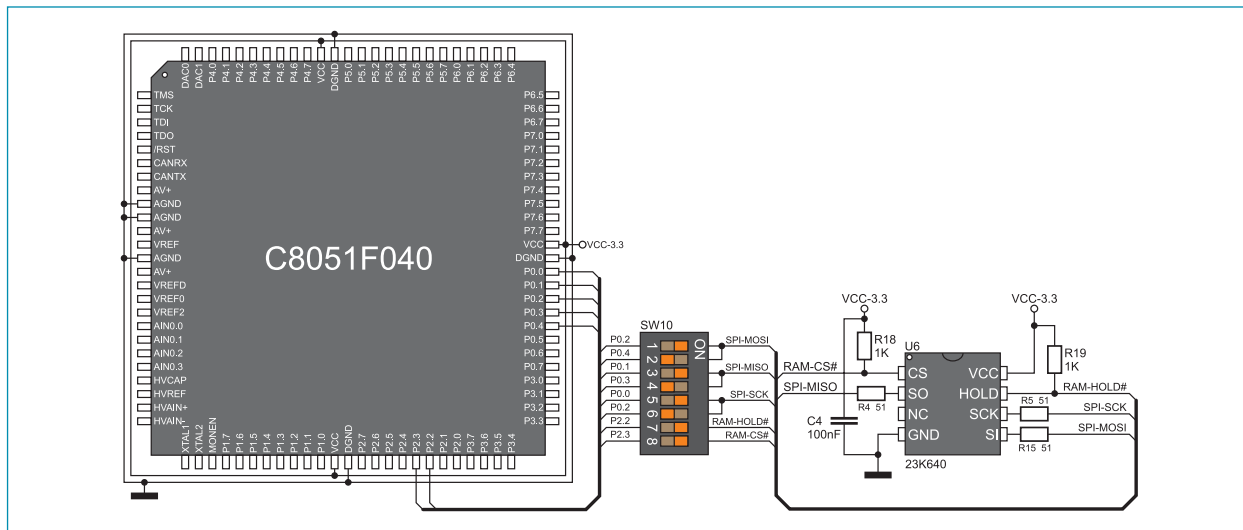 DAC0
DAC1
P4.0
P4.1
P4.2
P4.3
P4.4
P4.5
P4.6
P4.7
VCC
DGND
P5.0
P5.1
P5.2
P5.3
P5.4
P5.5
P5.6
P5.7
P6.0
P6.1
P6.2
P6.3
P6.4
TMS
TCK
TDI
TDO
/RST
CANRX
CANTX
AV+
AGND
AGND
AV+
VREF
AGND
AV+
VREFD
VREF0
VREF2
AIN0.0
AIN0.1
AIN0.2
AIN0.3
HVCAP
HVREF
HVAIN+
HVAIN-
C8051F040
P6.5
P6.6
P6.7
P7.0
P7.1
P7.2
P7.3
P7.4
P7.5
P7.6
P7.7
VCC
DGND
P0.0
P0.1
P0.2
P0.3
P0.4
P0.5
P0.6
P0.7
P3.0
P3.1
P3.2
P3.3
VCC-3.3
XTAL1
XTAL2
MONEN
P1.7
P1.6
P1.5
P1.4
P1.3
P1.2
P1.1
P1.0
VCC
DGND
P2.7
P2.6
P2.5
P2.4
P2.3
P2.2
P2.1
P2.0
P3.7
P3.6
P3.5
P3.4
SW10
ON
P0.2 1 SPI-MOSI
P0.4 2
P0.1 3 SPI-MISO
P0.3 4
P0.0 5 SPI-SCK
P0.2 6
P2.2 7 RAM-HOLD#
P2.3 8 RAM-CS#
VCC-3.3
VCC-3.3
R18
1K
R19
1K
U6
RAM-CS#
SPI-MISO
R4 51
C4
100nF
CS
SO
NC
GND
VCC
HOLD
SCK
SI
23K640
RAM-HOLD#
R5 51
SPI-SCK
SPI-MOSI
R15 51